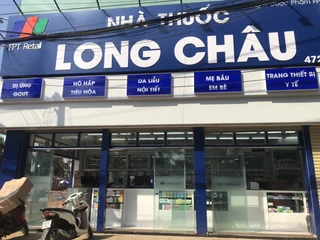 NHÀ THUỐC
FPT Retail
LONG CHÂU
472
DỊ ỨNG
GOUT
HÔ HẤP
TIÊU HÓA
DA LIỄU
NỘI TIẾT
MẸ BẦU
EM BÉ
TRANG THIẾT BỊ
Y TẾ